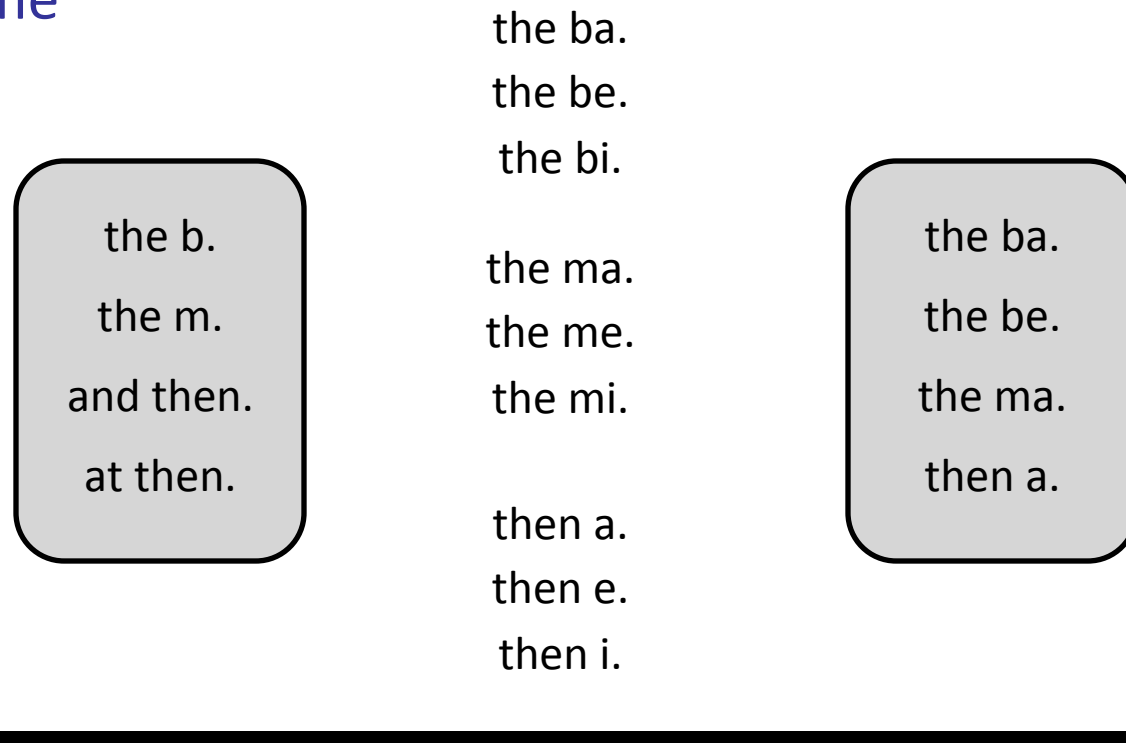 the b.
the m.
and then.
at then.
the ba.
the be.
the bi.
the ma.
the me.
the mi.
then a.
then e.
then i.
the ba.
the be.
the ma.
then a.